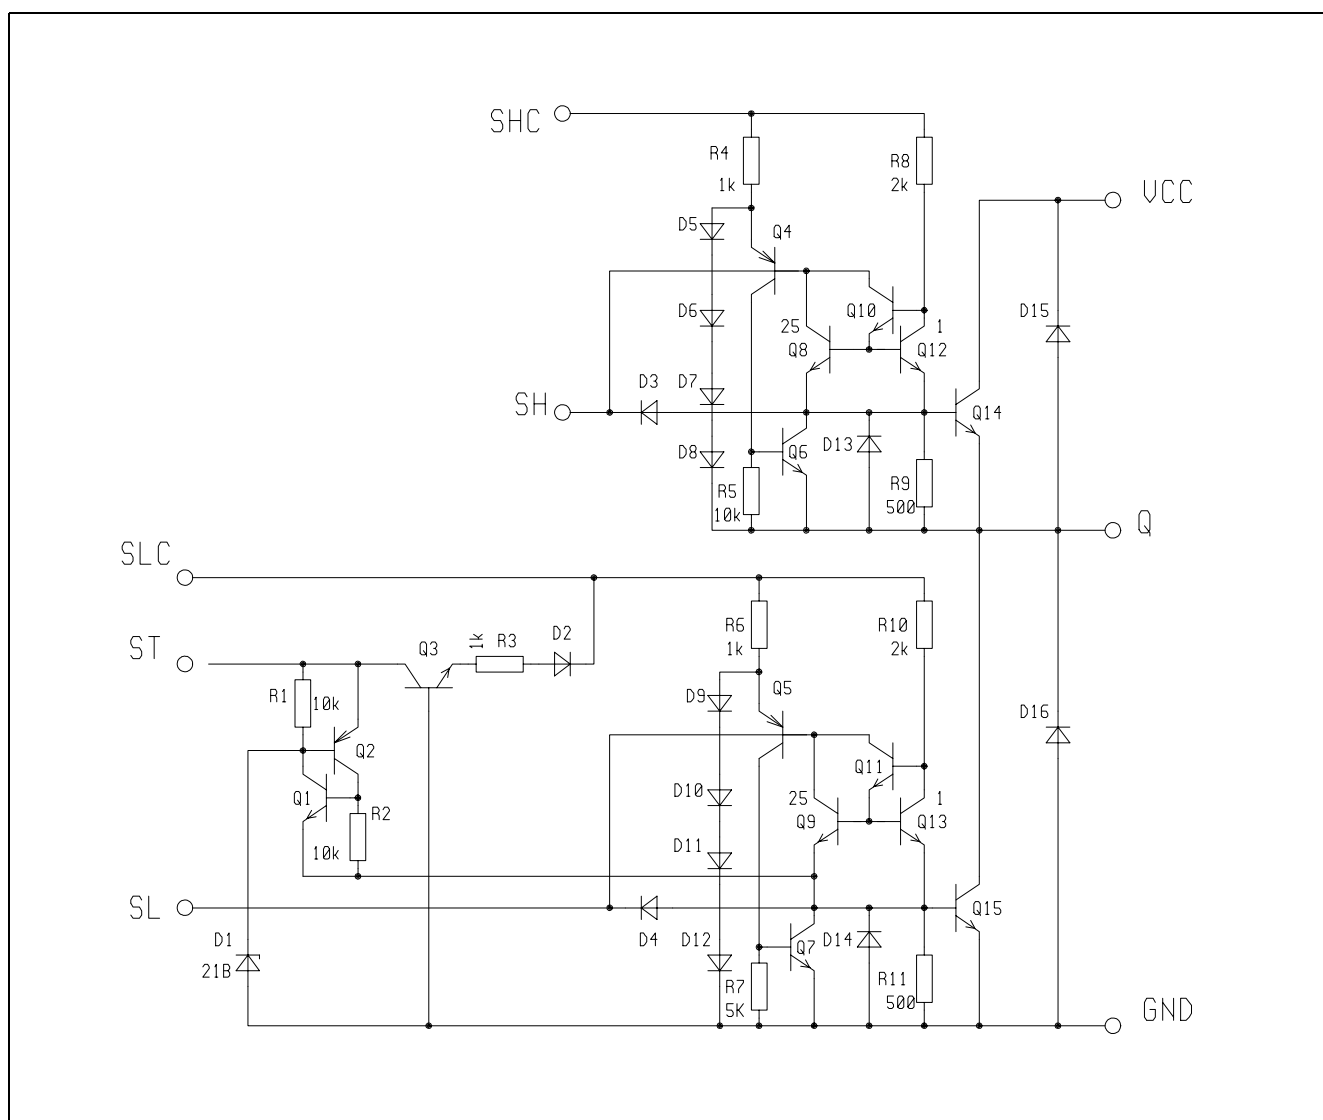 SHC
R4
1k
R8
2k
VCC
D5
Q4
D6
25
Q8
Q10
1
Q12
D15
D3
D7
SH
Q14
D8
Q6
D13
R5
10k
R9
500
Q
SLC
ST
Q3
1k
R3
D2
R6
1k
R10
2k
R1
10k
D9
Q5
D16
Q2
Q11
Q1
R2
10k
D10
25
Q9
1
Q13
D11
SL
D4
D12
Q7
D14
Q15
D1
21B
R7
5K
R11
500
GND